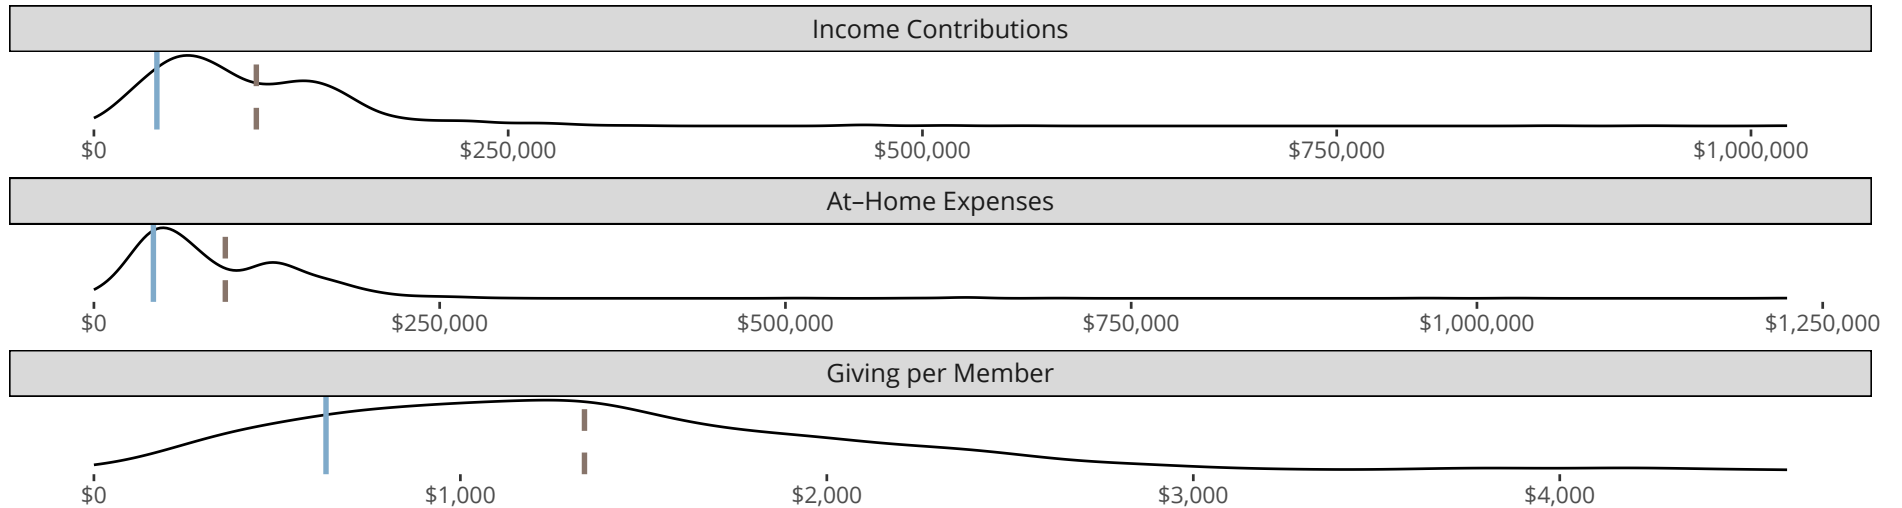 Income Contributions
$0 $250,000 $500,000 $750,000 $1,000,000
At–Home Expenses
$0 $250,000 $500,000 $750,000 $1,000,000 $1,250,000
Giving per Member
$0 $1,000 $2,000 $3,000 $4,000